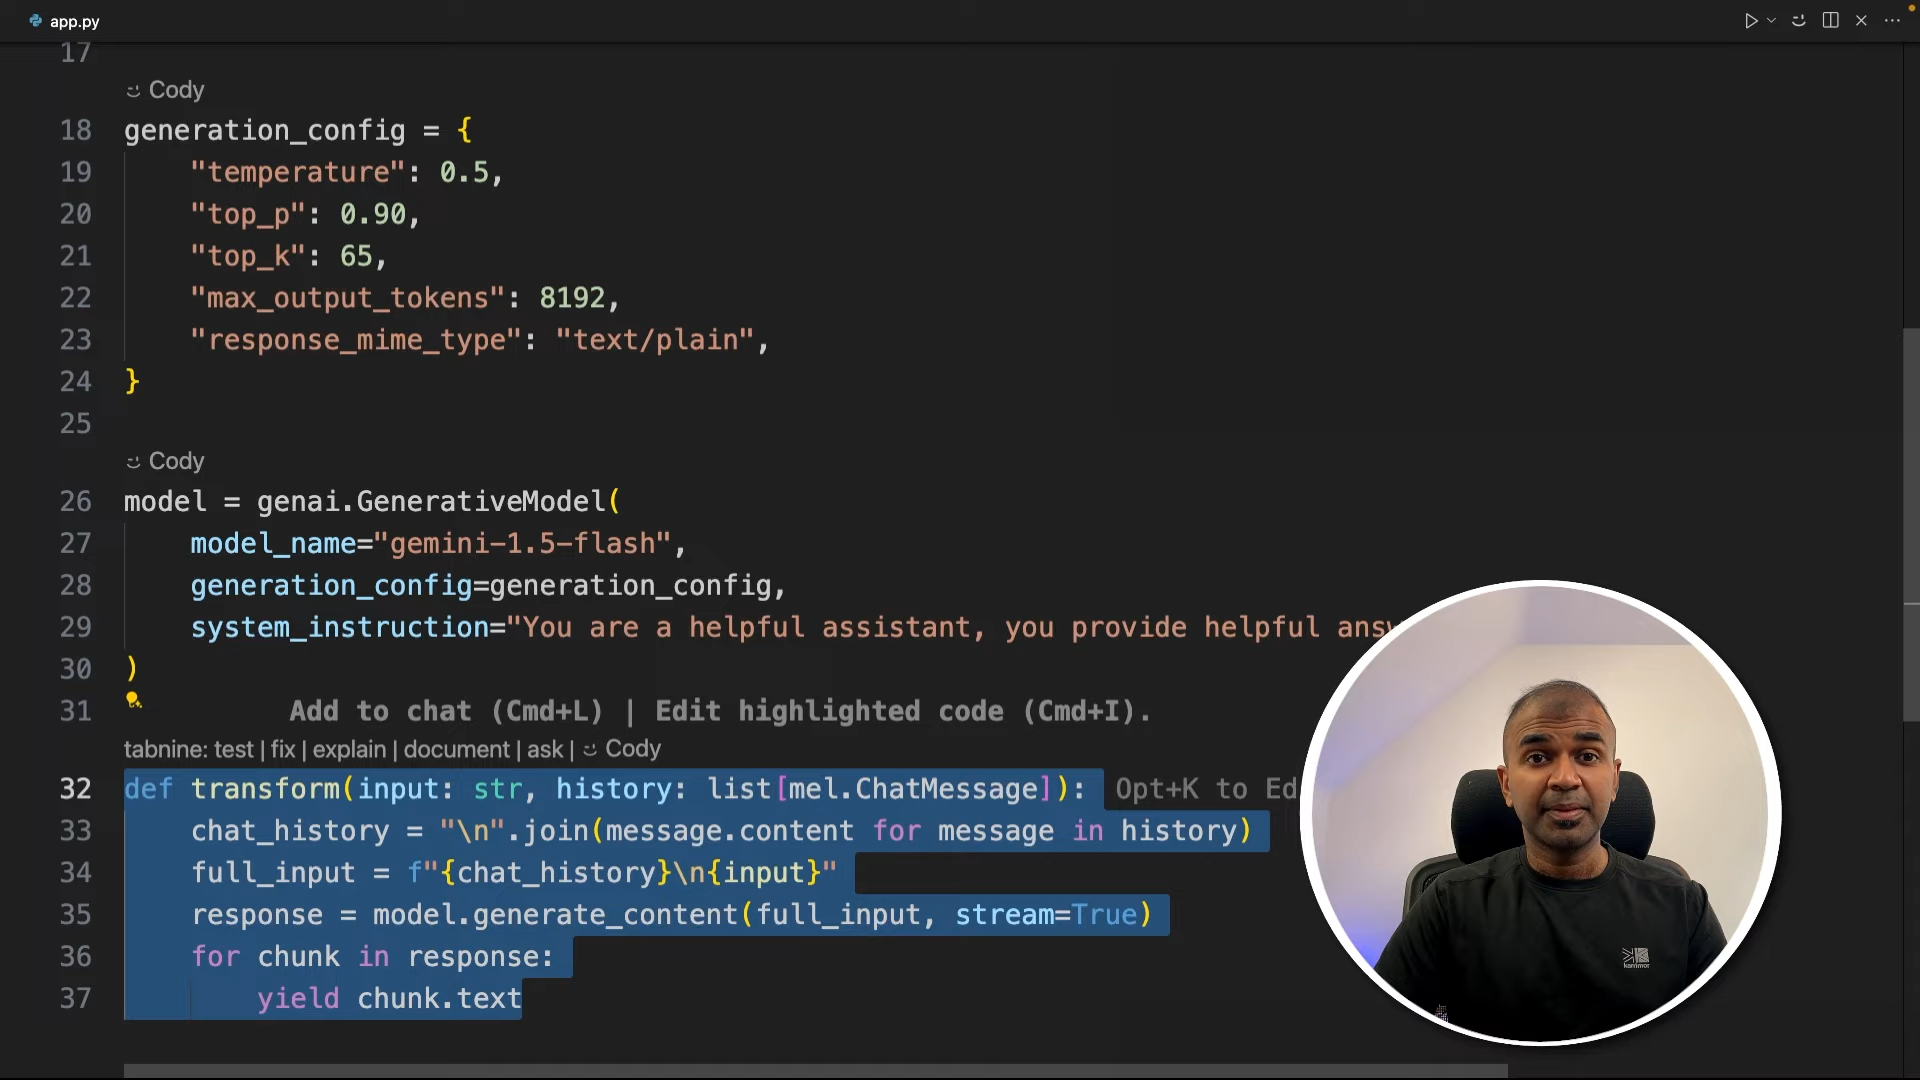 app.py
17
Cody
18 generation_config = {
19 "temperature": 0.5,
20 "top_p": 0.90,
21 "top_k": 65,
22 "max_output_tokens": 8192,
23 "response_mime_type": "text/plain",
24 }
25
Cody
26 model = genai.GenerativeModel(
27 model_name="gemini-1.5-flash",
28 generation_config=generation_config,
29 system_instruction="You are a helpful assistant, you provide helpful
30 )
31 Add to chat (Cmd+L) | Edit highlighted code (Cmd+I).
tabnine: test | fix | explain | document | ask | Cody
32 def transform(input: str, history: list[mel.ChatMessage]): Opt+K to Ed
33 chat_history = "\n".join(message.content for message in history)
34 full_input = f"{chat_history}\n{input}"
35 response = model.generate_content(full_input, stream=True)
36 for chunk in response:
37 yield chunk.text